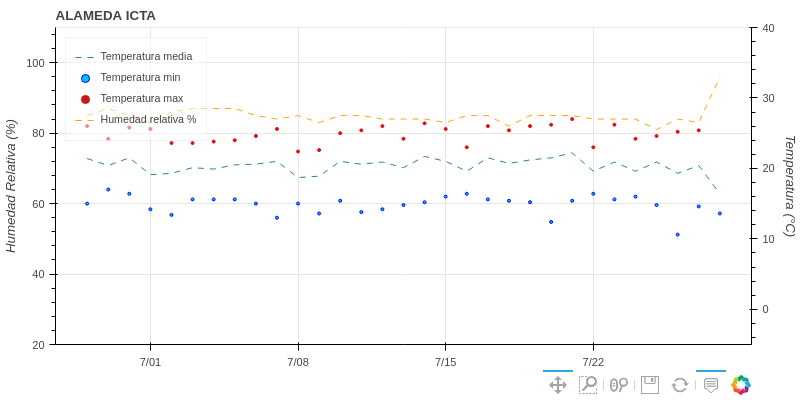 ALAMEDA ICTA
Temperatura media
Temperatura min
Temperatura max
Humedad relativa %
Humedad Relativa (%)
100
80
60
40
20
Temperatura (°C)
40
30
20
10
0
7/01
7/08
7/15
7/22